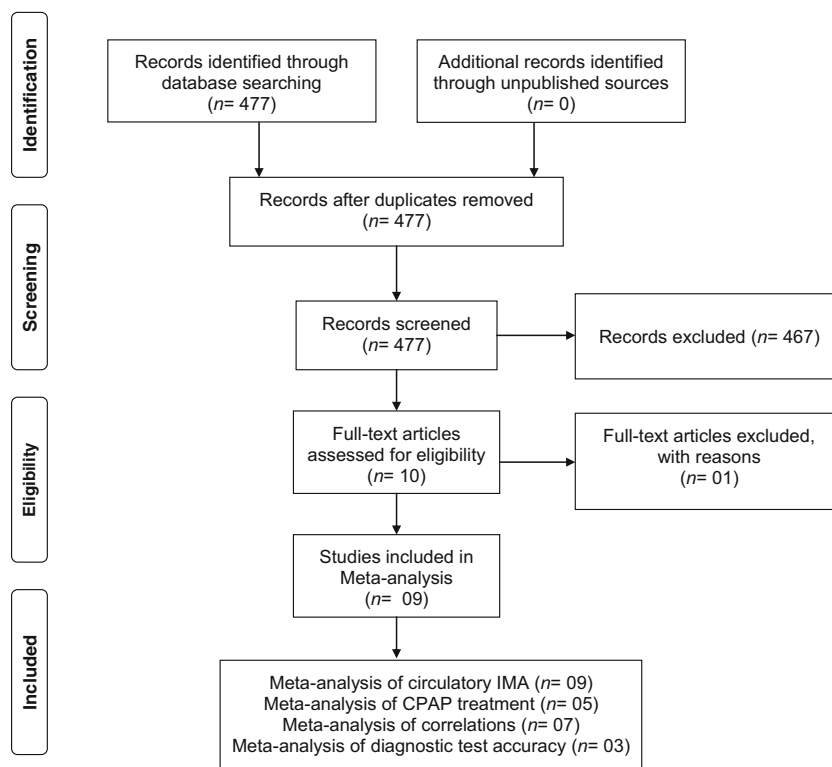 Identification
Records identified through
database searching
(n= 477)
Additional records identified
through unpublished sources
(n= 0)
Records after duplicates removed
(n= 477)
Screening
Records screened
(n= 477)
Records excluded (n= 467)
Eligibility
Full-text articles
assessed for eligibility
(n= 10)
Full-text articles excluded,
with reasons
(n= 01)
Studies included in
Meta-analysis
(n= 09)
Included
Meta-analysis of circulatory IMA (n= 09)
Meta-analysis of CPAP treatment (n= 05)
Meta-analysis of correlations (n= 07)
Meta-analysis of diagnostic test accuracy (n= 03)